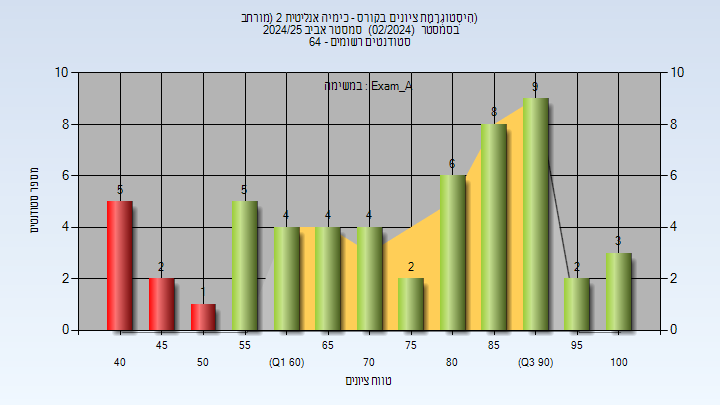 היסטוגרמת ציונים בקורס - כימיה אנליטית 2 (מורחב)
בסמסטר (02/2024) סמסטר אביב 2024/25
סטודנטים רשומים - 64
במשימה : Exam_A
מספר סטודנטים
10 10
8 8
6 6
4 4
2 2
0 0
5 2 1 5 4 4 4 2 6 8 9 2 3
45 55 65 75 85 95
40 50 (Q1 60) 70 80 (Q3 90) 100
טווח ציונים